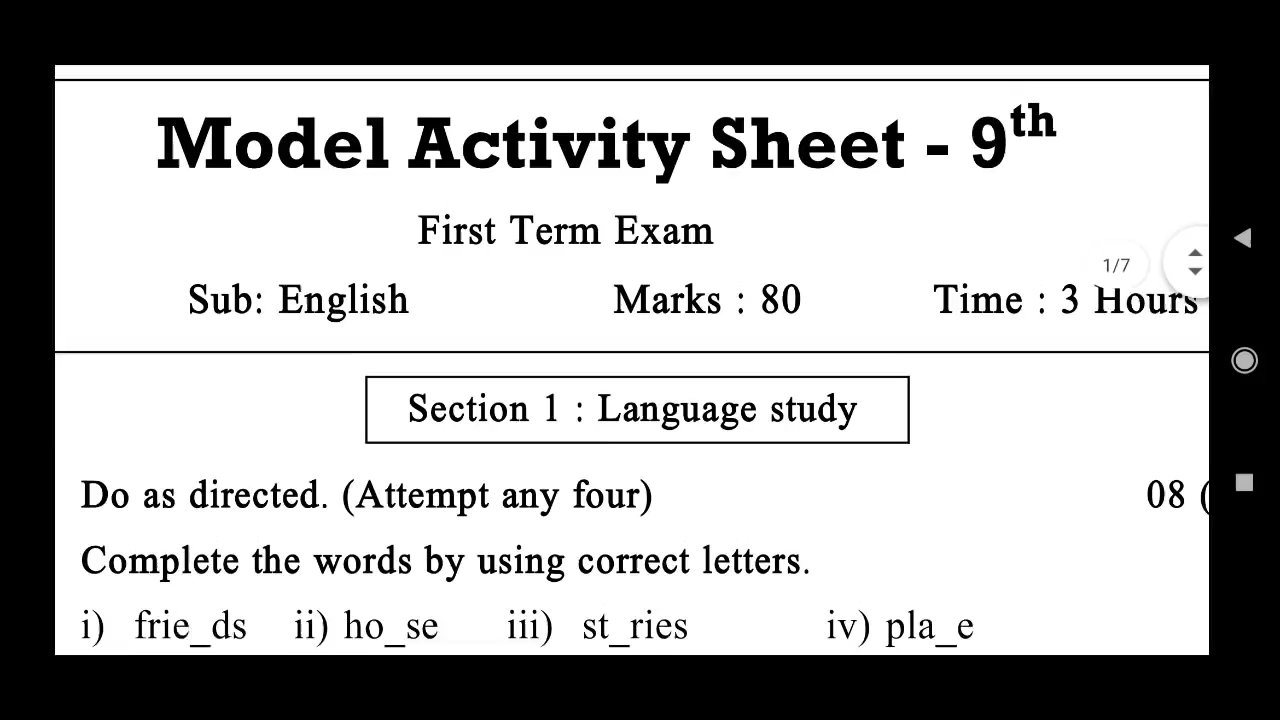 Model Activity Sheet - 9th
First Term Exam
1/7
Sub: English Marks : 80 Time : 3 Hours
Section 1 : Language study
Do as directed. (Attempt any four) 08 (
Complete the words by using correct letters.
i) frie_ds ii) ho_se iii) st_ries iv) pla_e